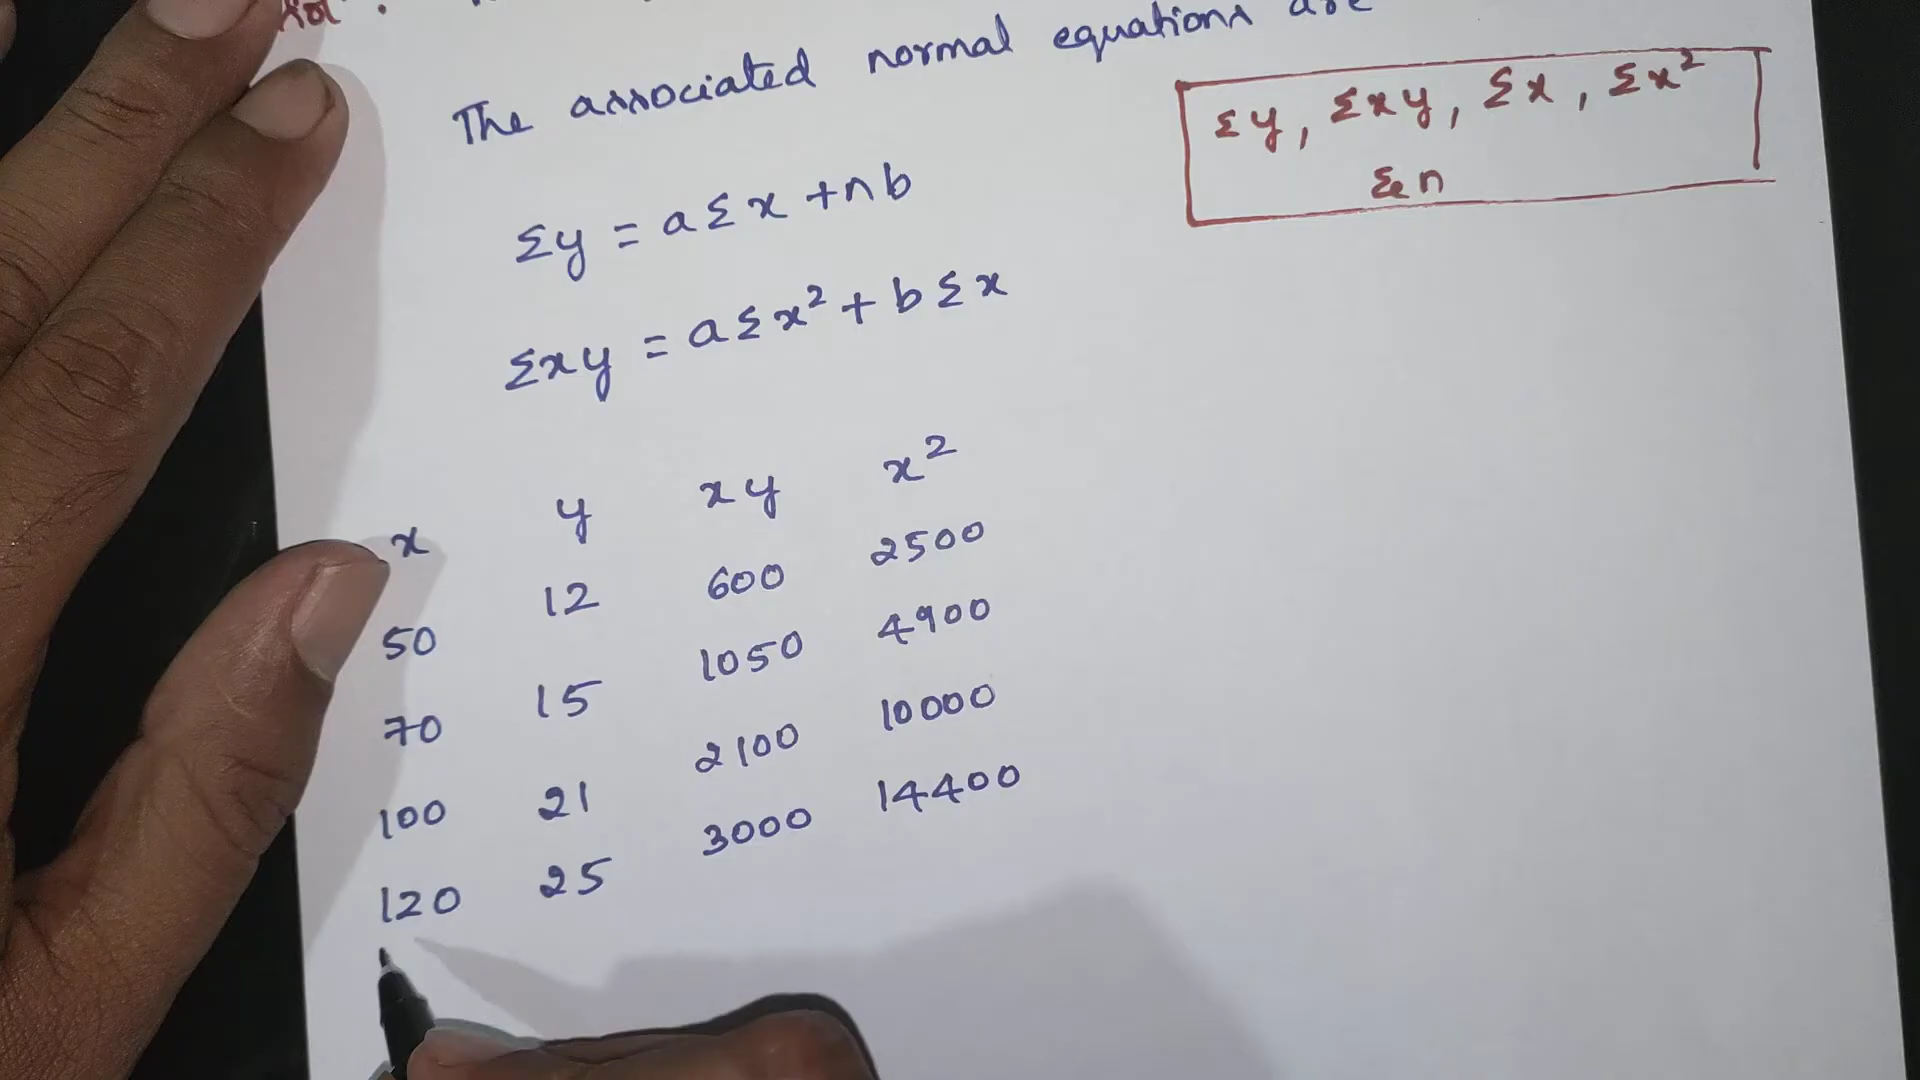 The associated normal equations are
Σy, Σxy, Σx, Σx²
& n
Σy = aΣx + nb
Σxy = aΣx² + bΣx
x y xy x²
50 12 600 2500
70 15 1050 4900
100 21 2100 10000
120 25 3000 14400